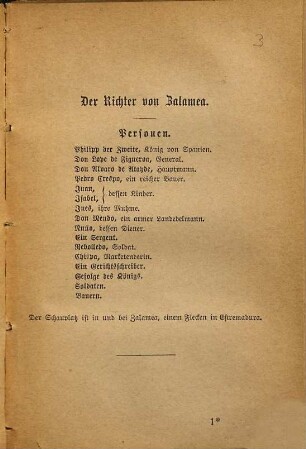 3
Der Richter von Zalamea.
Personen.
Philipp der Zweite, König von Spanien.
Don Lope de Figueroa, General.
Don Alvaro de Atayde, Hauptmann.
Pedro Crespo, ein reicher Bauer.
Juan,
Isabel, } dessen Kinder.
Ines, ihre Muhme.
Don Mendo, ein armer Landedelmann.
Nuño, dessen Diener.
Ein Sergent.
Rebolledo, Soldat.
Chispa, Marketenderin.
Ein Gerichtsschreiber.
Gefolge des Königs.
Soldaten.
Bauern.
Der Schauplatz ist in und bei Zalamea, einem Flecken in Estremadura.
1*